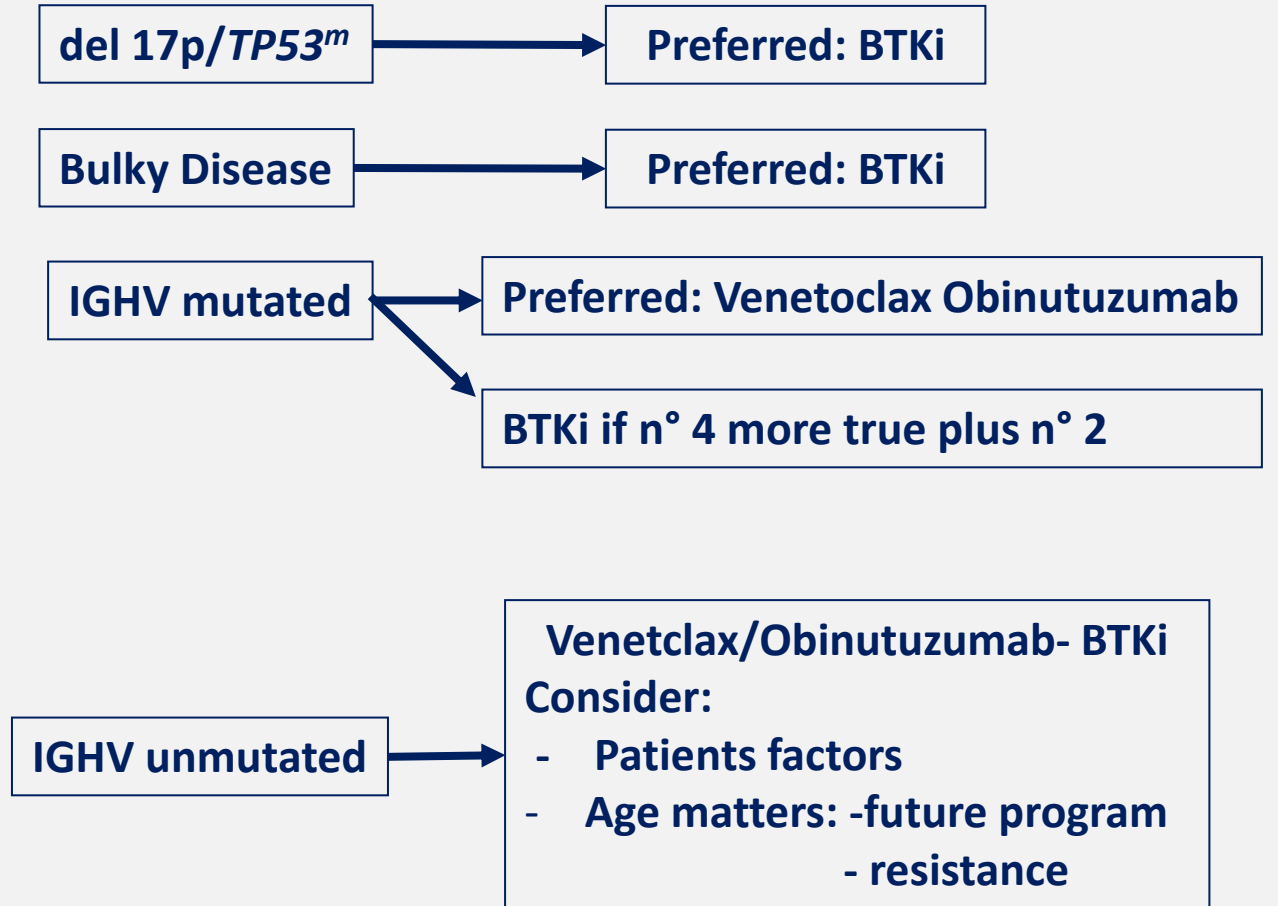 del 17p/TP53ᵐ
Preferred: BTKi
Bulky Disease
Preferred: BTKi
IGHV mutated
Preferred: Venetoclax Obinutuzumab
BTKi if n° 4 more true plus n° 2
IGHV unmutated
Venetclax/Obinutuzumab- BTKi
Consider:
- Patients factors
- Age matters: -future program
- resistance